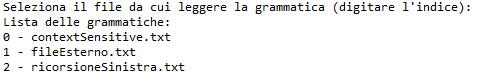 Seleziona il file da cui leggere la grammatica (digitare l'indice):
Lista delle grammatiche:
0 - contextSensitive.txt
1 - fileEsterno.txt
2 - ricorsioneSinistra.txt